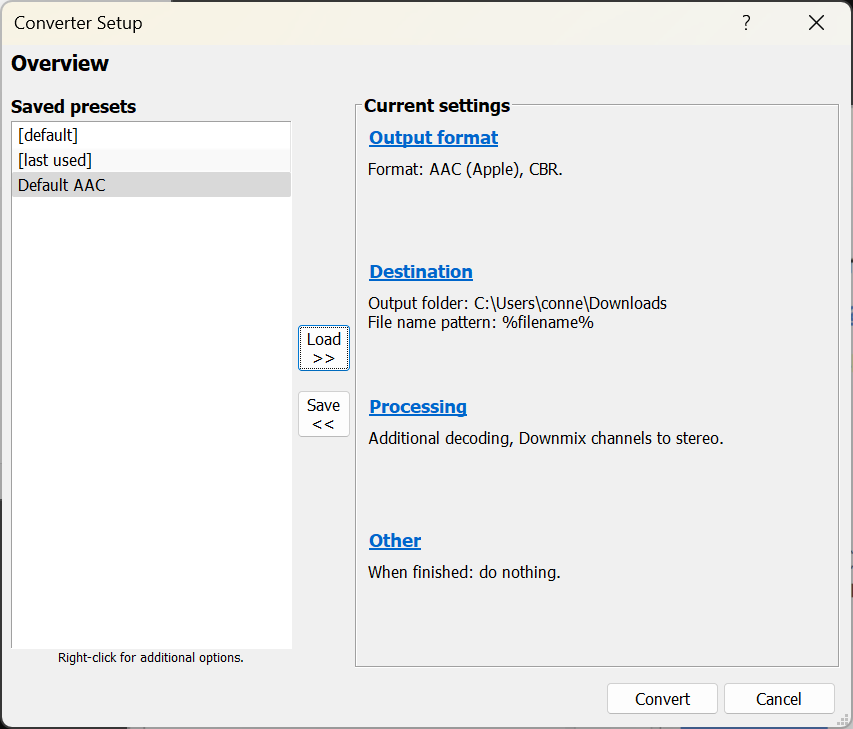 Converter Setup
?
Overview
Saved presets
[default]
[last used]
Default AAC
Right-click for additional options.
Load
>>
Save
<<
Current settings
Output format
Format: AAC (Apple), CBR.
Destination
Output folder: C:\Users\conne\Downloads
File name pattern: %filename%
Processing
Additional decoding, Downmix channels to stereo.
Other
When finished: do nothing.
Convert
Cancel